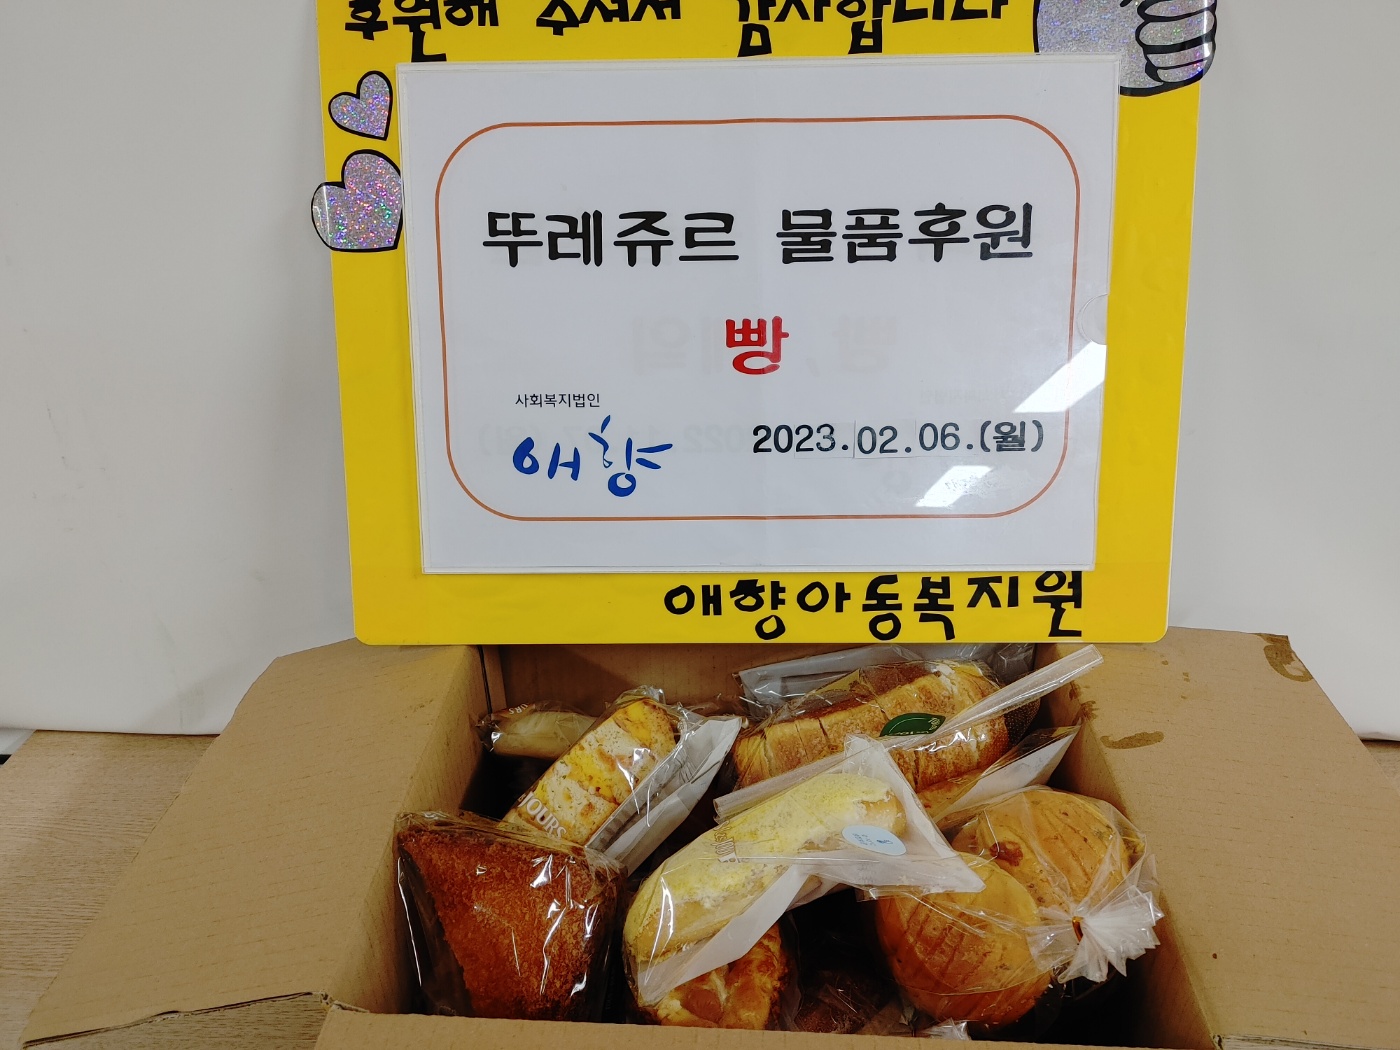 후원해 주셔서 감사합니다
뚜레쥬르 물품후원
빵
사회복지법인
애향
2023.02.06.(월)
애향아동복지원
JOURS